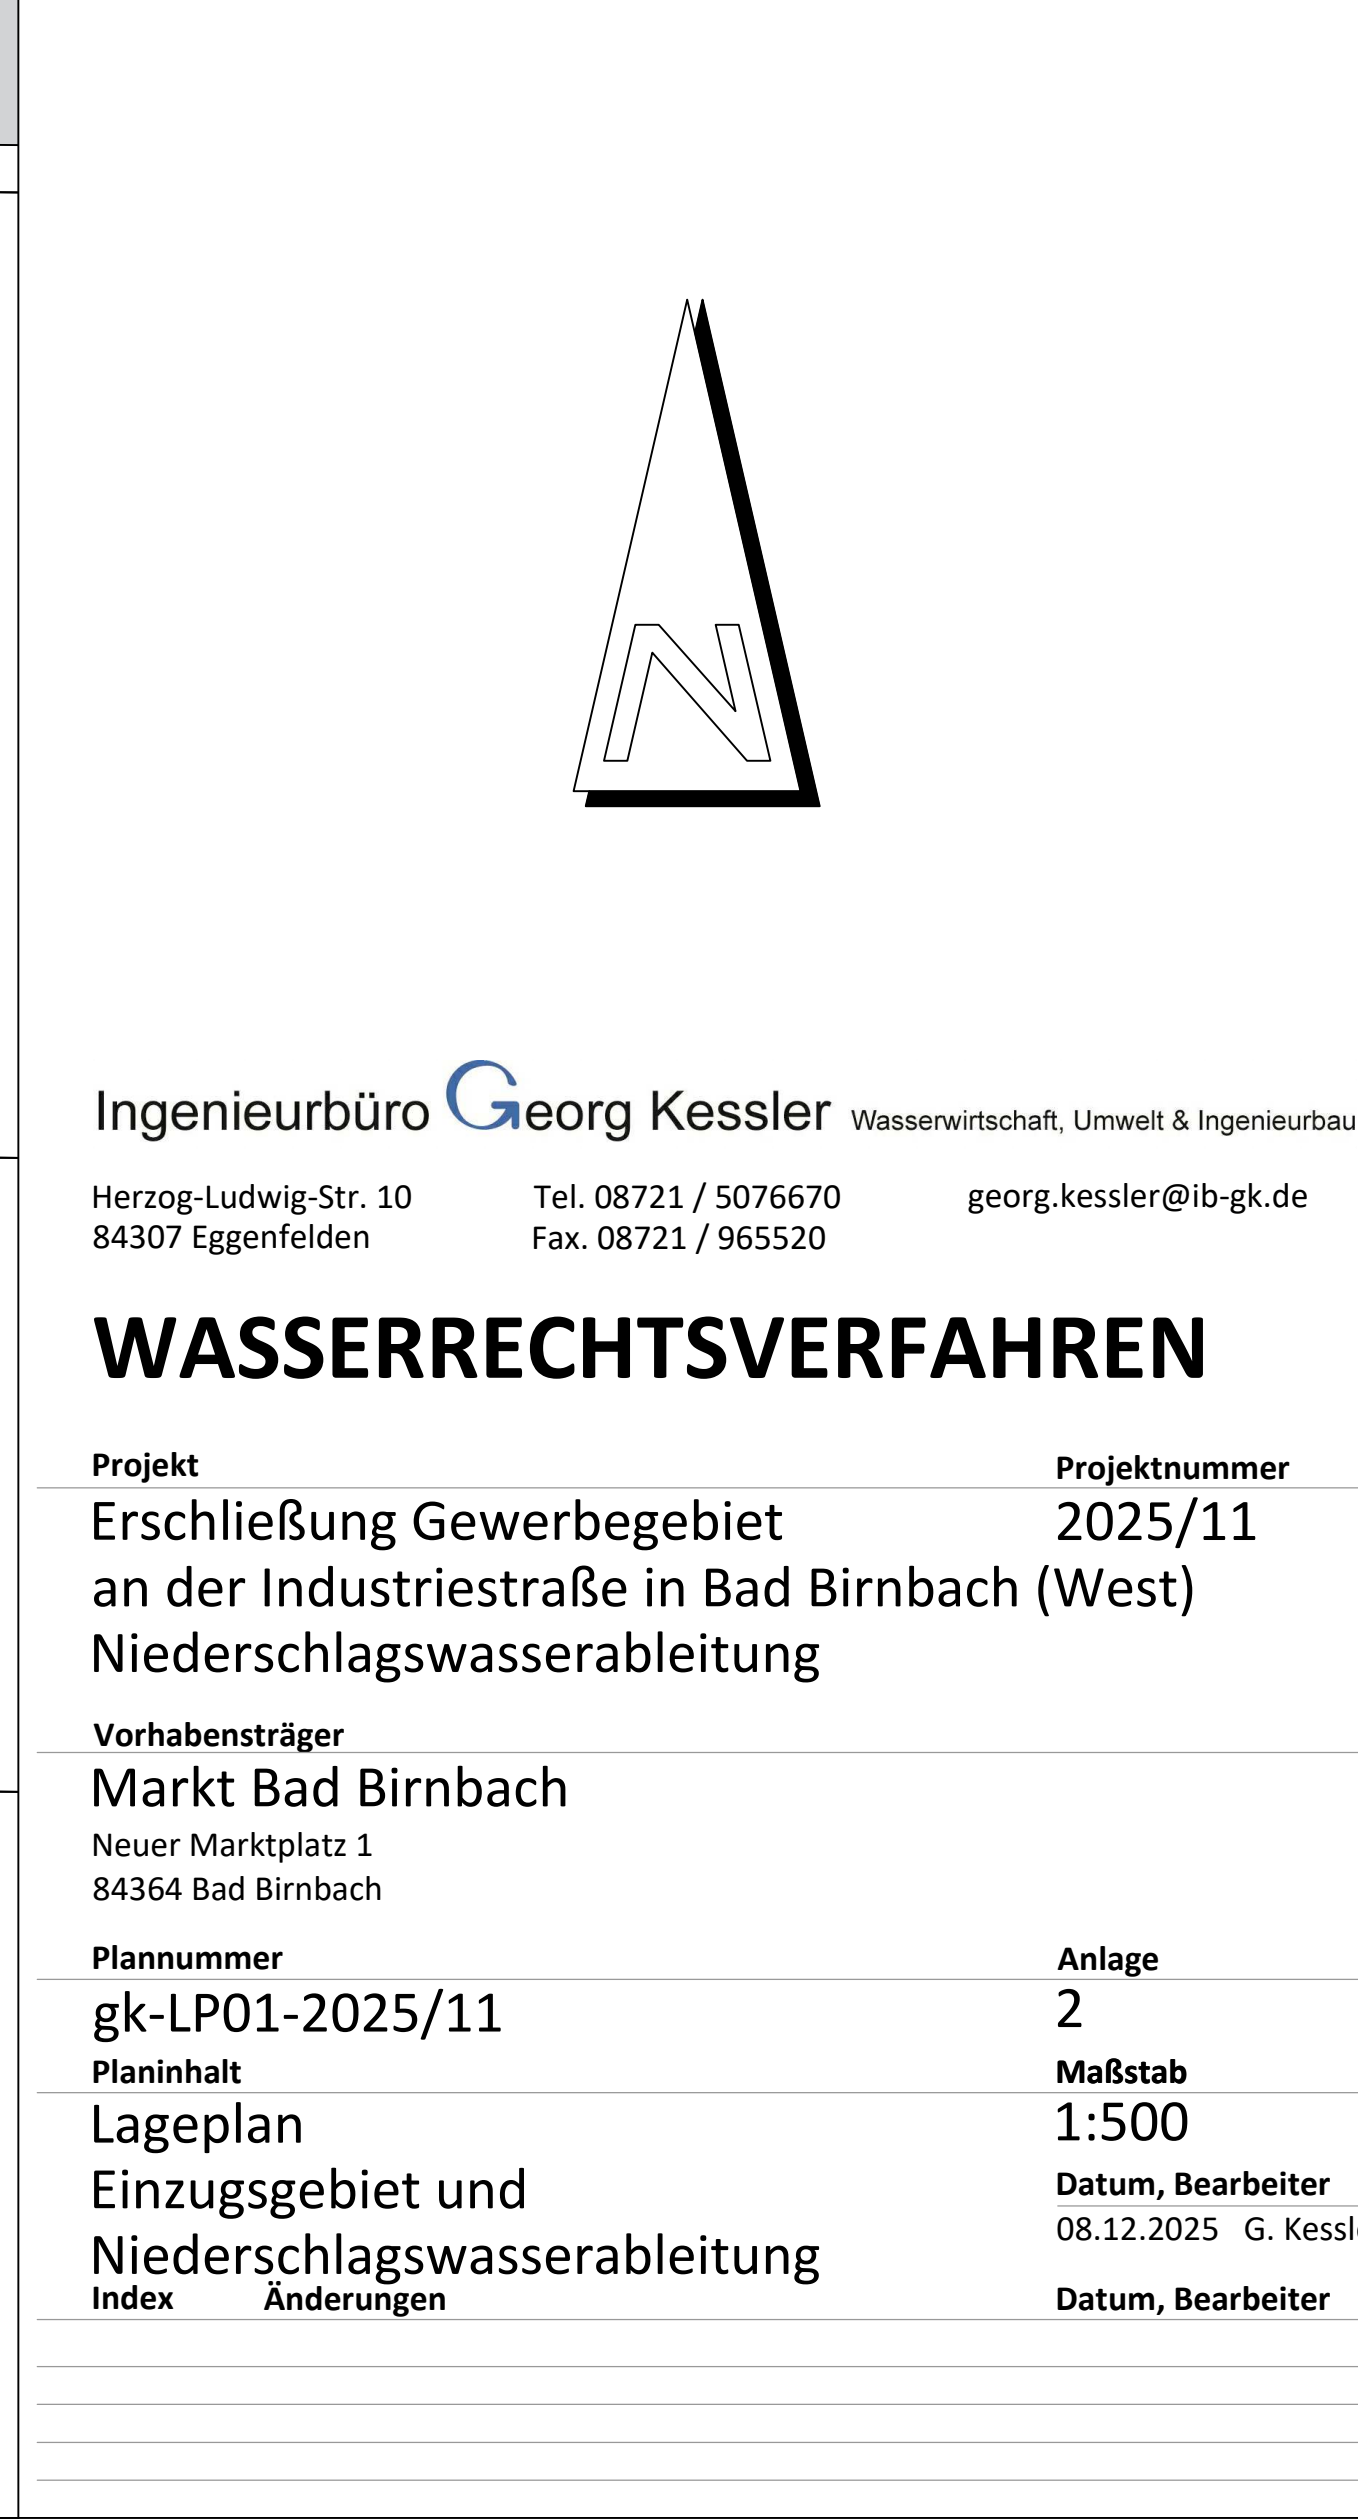 N
Ingenieurbüro Georg Kessler Wasserwirtschaft, Umwelt & Ingenieurbau
Herzog-Ludwig-Str. 10 Tel. 08721 / 5076670 georg.kessler@ib-gk.de
84307 Eggenfelden Fax. 08721 / 965520
WASSERRECHTSVERFAHREN
Projekt Projektnummer
Erschließung Gewerbegebiet 2025/11
an der Industriestraße in Bad Birnbach (West)
Niederschlagswasserableitung
Vorhabensträger
Markt Bad Birnbach
Neuer Marktplatz 1
84364 Bad Birnbach
Plannummer Anlage
gk-LP01-2025/11 2
Planinhalt Maßstab
Lageplan 1:500
Einzugsgebiet und Datum, Bearbeiter
Niederschlagswasserableitung 08.12.2025 G.
Index Änderungen Datum, Bearbeiter